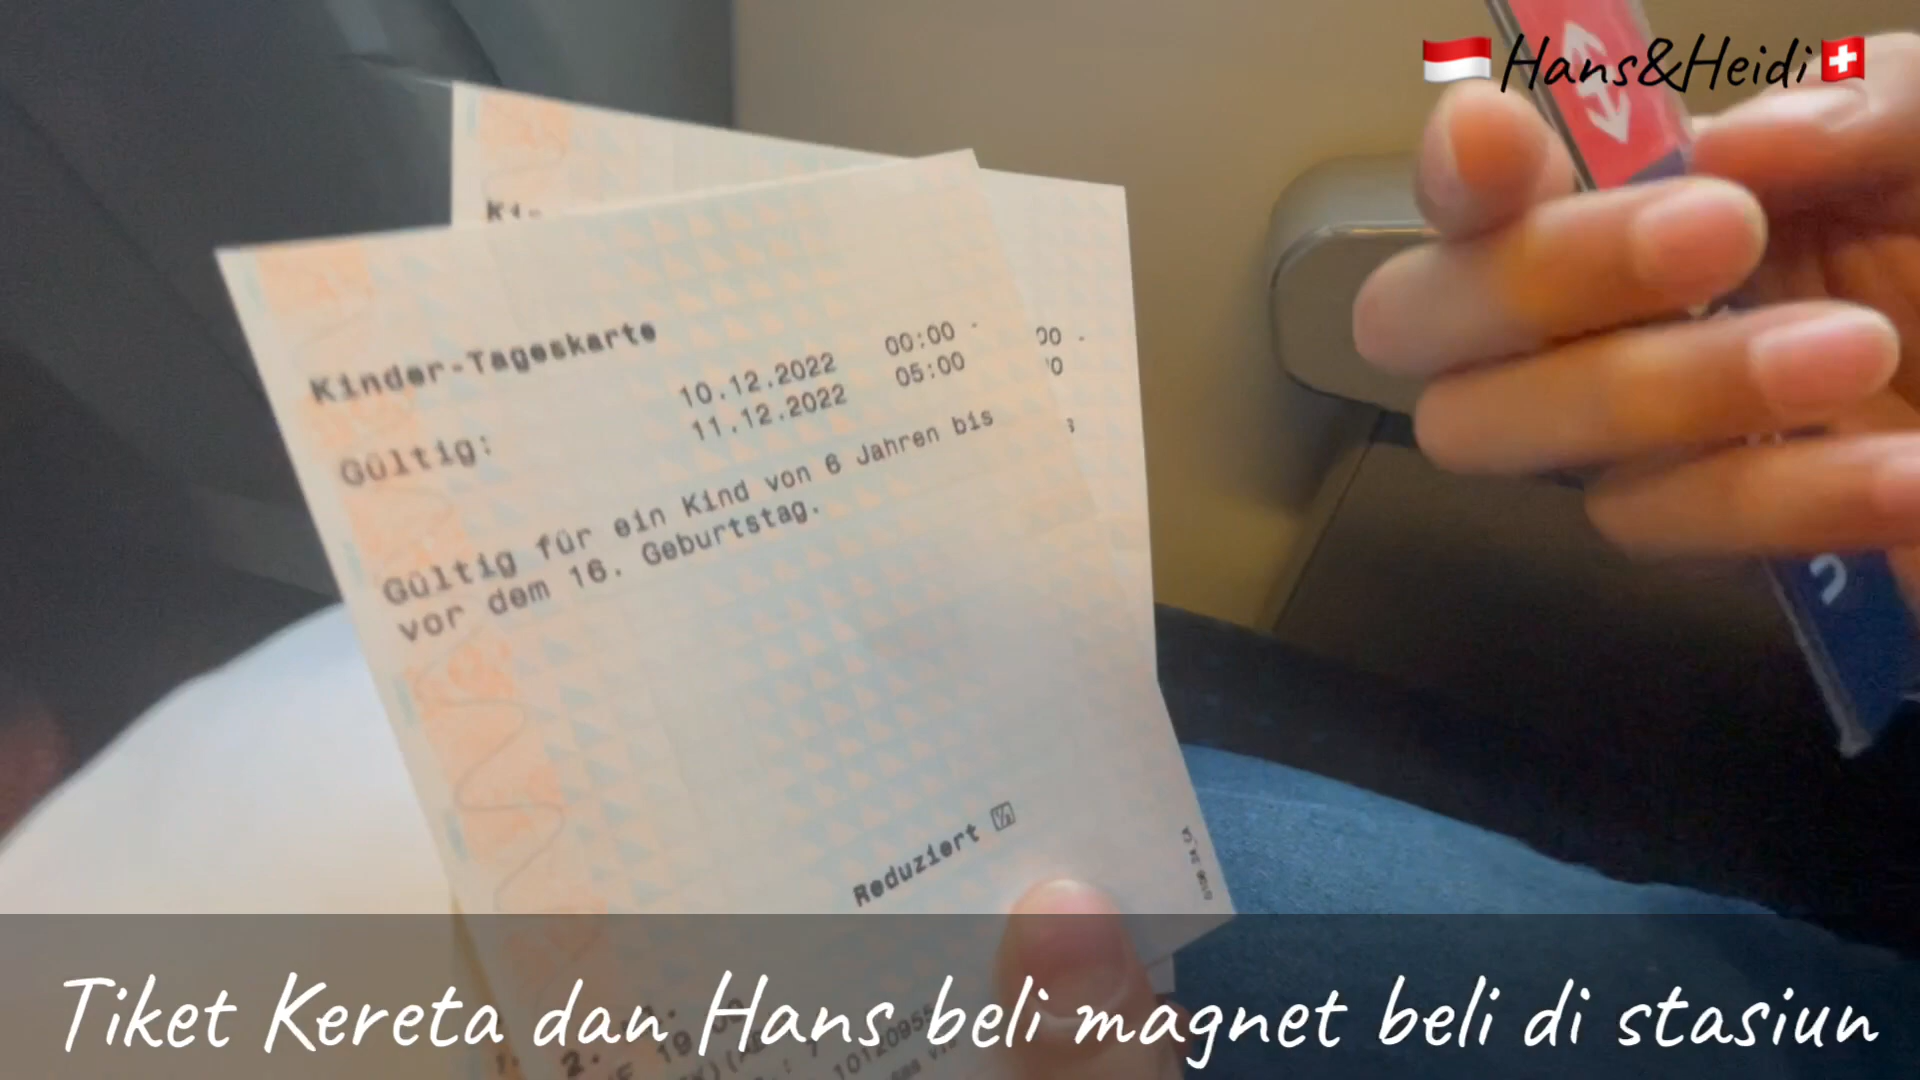 Hans&Heidi
Kinder-Tageskarte
Gültig:
10.12.2022 00:00 -
11.12.2022 05:00
Gültig für ein Kind von 6 Jahren bis
vor dem 16. Geburtstag.
Reduziert
Tiket Kereta dan Hans beli magnet beli di stasiun